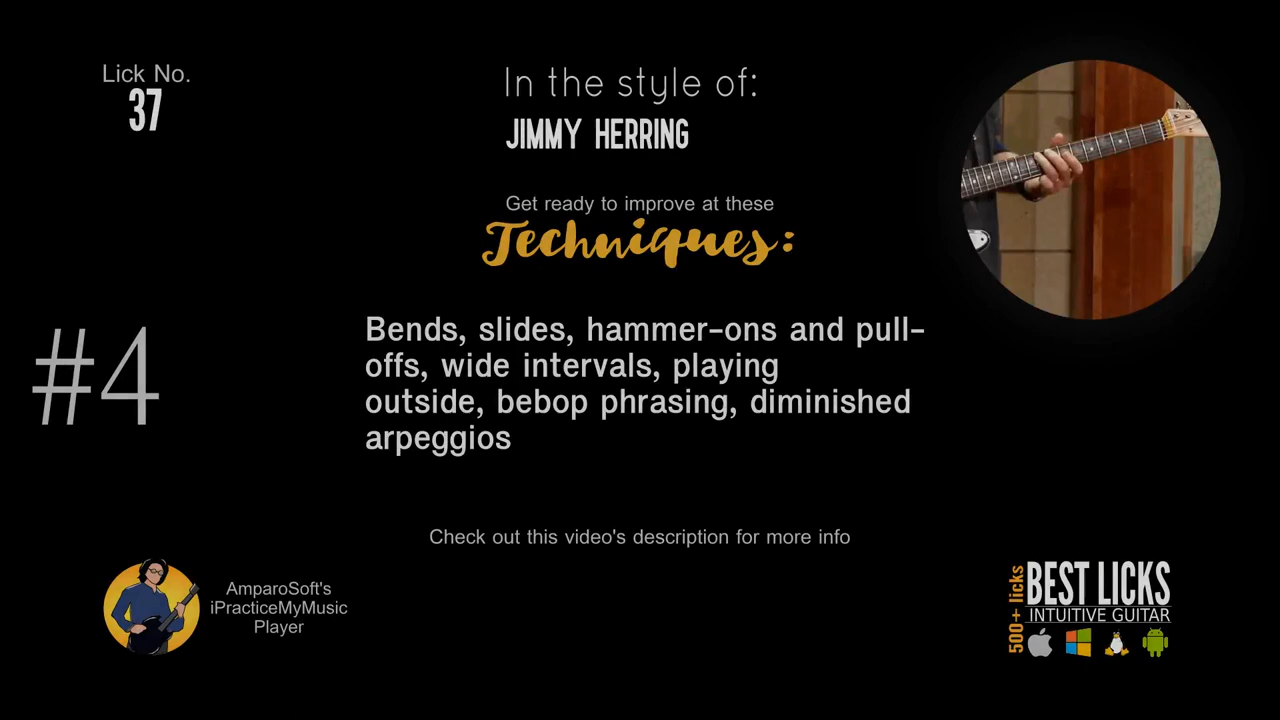 Lick No.
37
In the style of:
JIMMY HERRING
Get ready to improve at these
Techniques:
#4
Bends, slides, hammer-ons and pull-
offs, wide intervals, playing
outside, bebop phrasing, diminished
arpeggios
Check out this video's description for more info
AmparoSoft's
iPracticeMyMusic
Player
500+ licks
BEST LICKS
INTUITIVE GUITAR